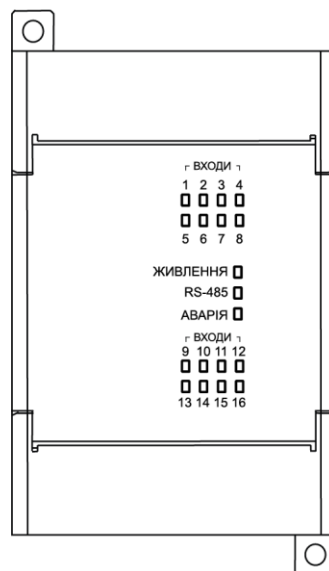 ВХОДИ
1 2 3 4
5 6 7 8
ЖИВЛЕННЯ
RS-485
АВАРІЯ
ВХОДИ
9 10 11 12
13 14 15 16